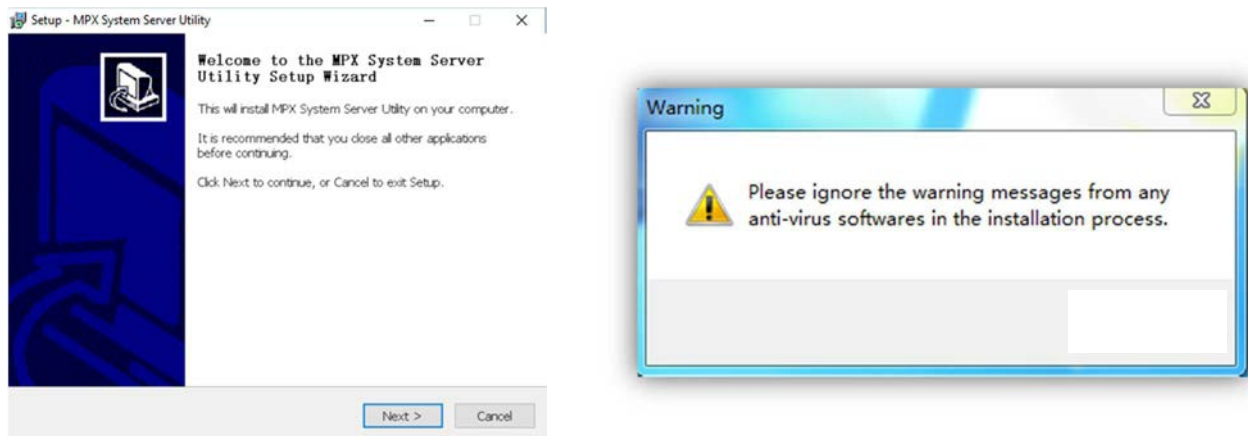 Setup - MPX System Server Utility
Welcome to the MPX System Server
Utility Setup Wizard
This will install MPX System Server Utility on your computer.
It is recommended that you close all other applications
before continuing.
Click Next to continue, or Cancel to exit Setup.
Next >
Cancel
Warning
Please ignore the warning messages from any
anti-virus softwares in the installation process.